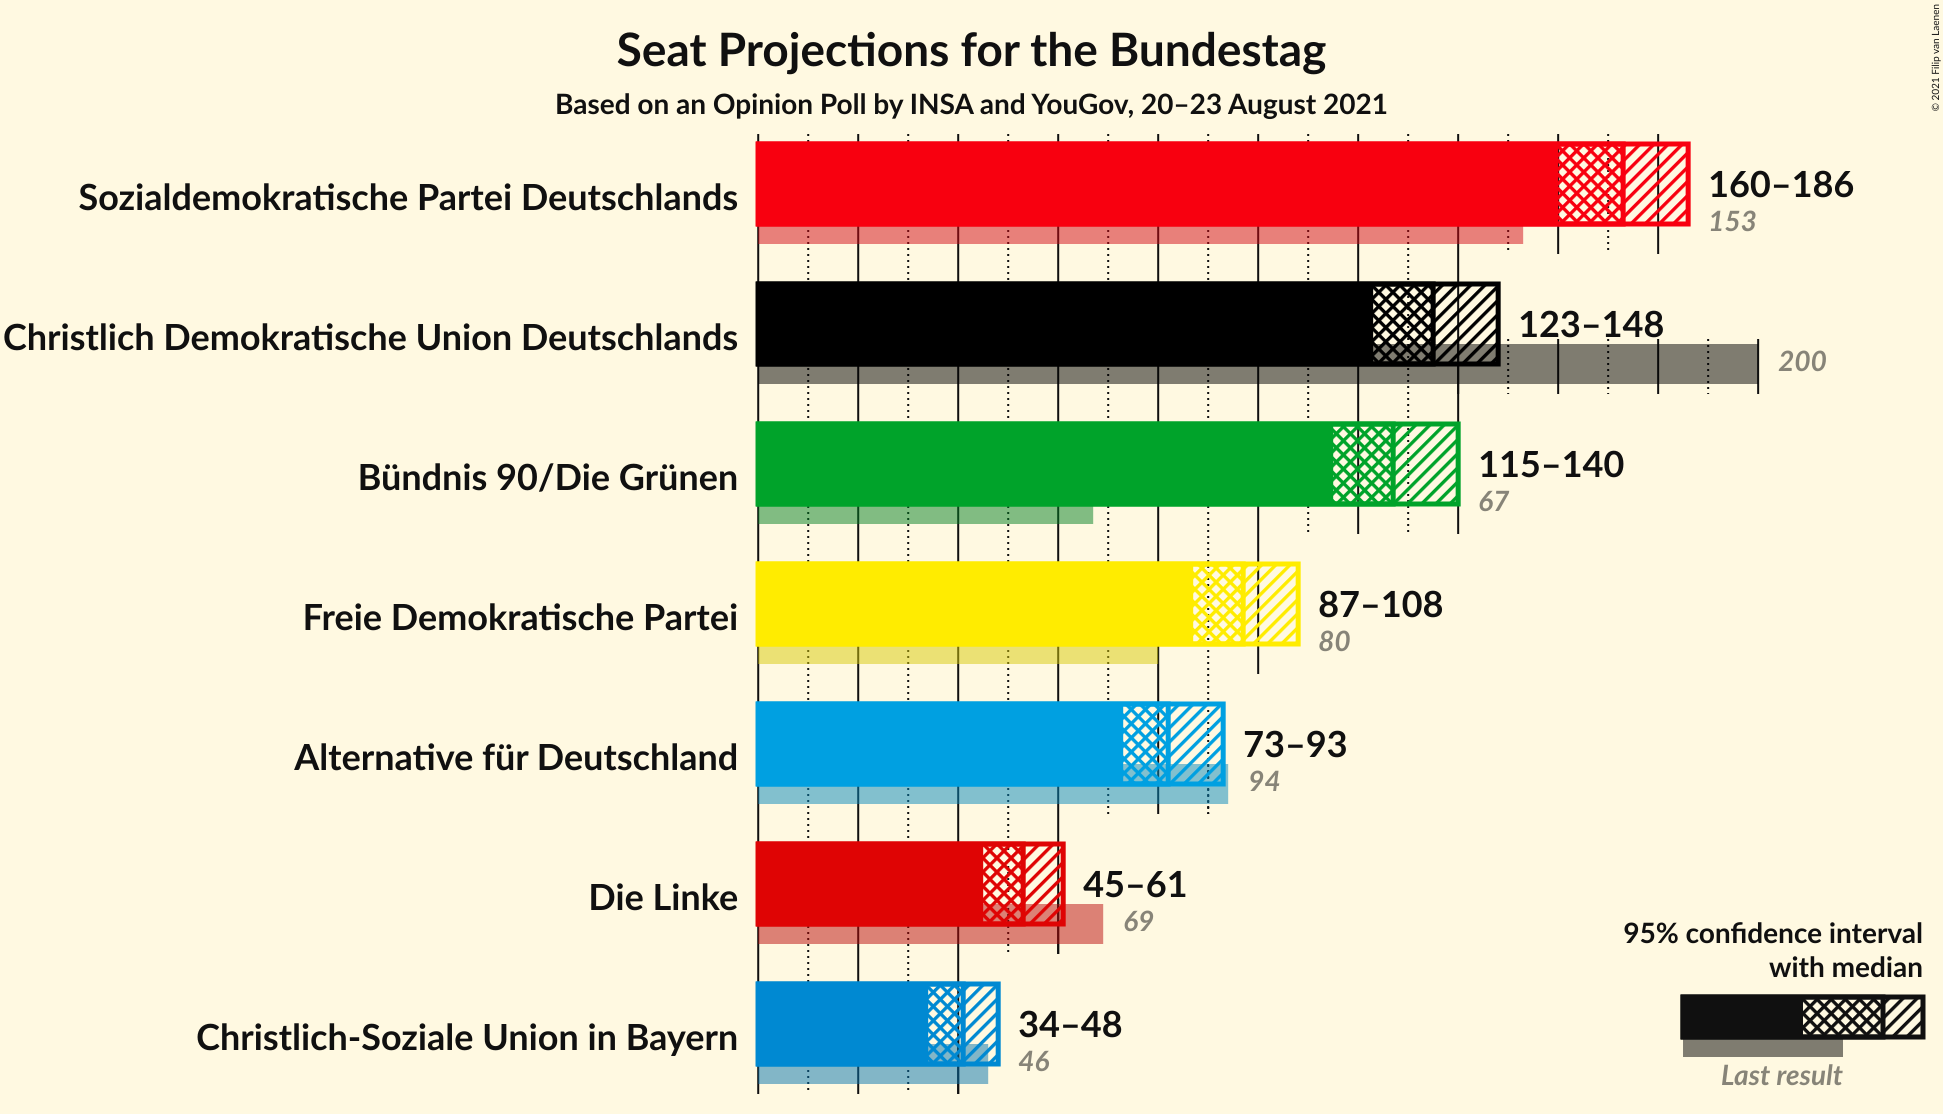 Seat Projections for the Bundestag
Based on an Opinion Poll by INSA and YouGov, 20–23 August 2021
© 2021 Filip van Laenen
Sozialdemokratische Partei Deutschlands
160–186
153
Christlich Demokratische Union Deutschlands
123–148
200
Bündnis 90/Die Grünen
115–140
67
Freie Demokratische Partei
87–108
80
Alternative für Deutschland
73–93
94
Die Linke
45–61
69
Christlich-Soziale Union in Bayern
34–48
46
95% confidence interval
with median
Last result